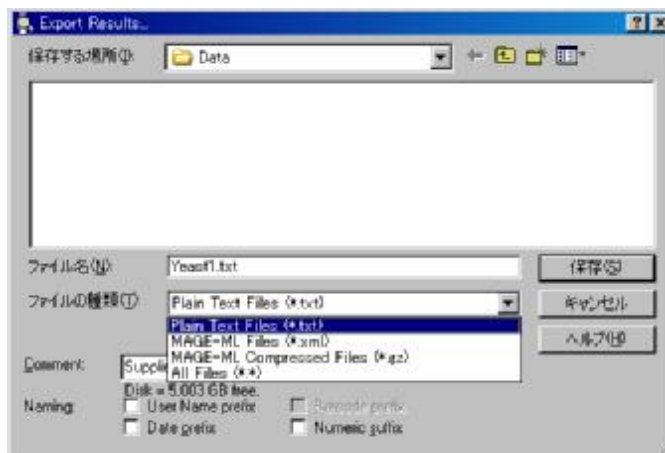 Export Results...
保存する場所(I):
Data
ファイル名(N):
Yeast1.txt
保存(S)
ファイルの種類(T):
Plain Text Files (*.txt)
キャンセル
Plain Text Files (*.txt)
MAGE-ML Files (*.xml)
MAGE-ML Compressed Files (*.gz)
All Files (*.*)
ヘルプ(H)
Comment:
Supplie
Disk = 5.003 GB free.
Naming:
User Name prefix
Barcode prefix
Date prefix
Numeric suffix